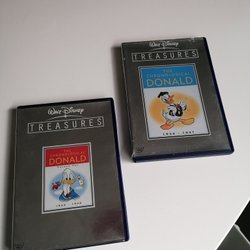 Walt Disney
TREASURES
THE CHRONOLOGICAL
DONALD
Walt Disney
TREASURES
THE CHRONOLOGICAL
DONALD